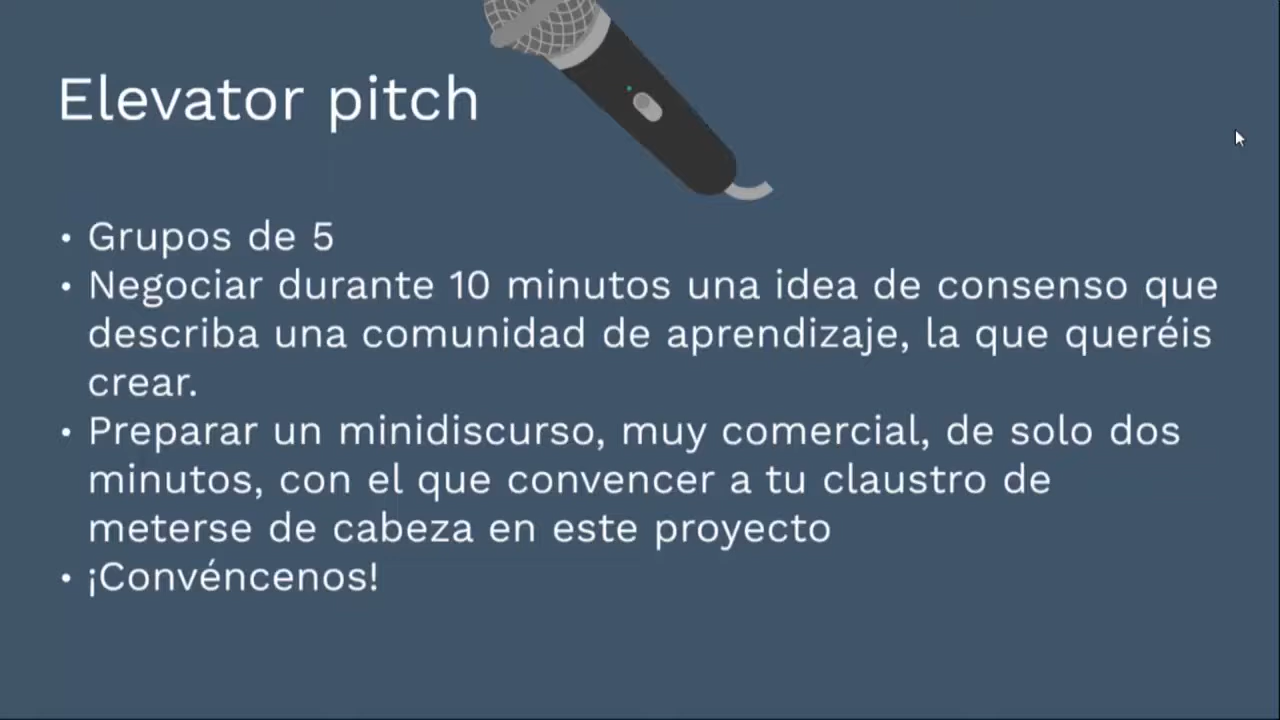 Elevator pitch
• Grupos de 5
• Negociar durante 10 minutos una idea de consenso que
describa una comunidad de aprendizaje, la que queréis
crear.
• Preparar un minidiscurso, muy comercial, de solo dos
minutos, con el que convencer a tu claustro de
meterse de cabeza en este proyecto
• ¡Convéncenos!